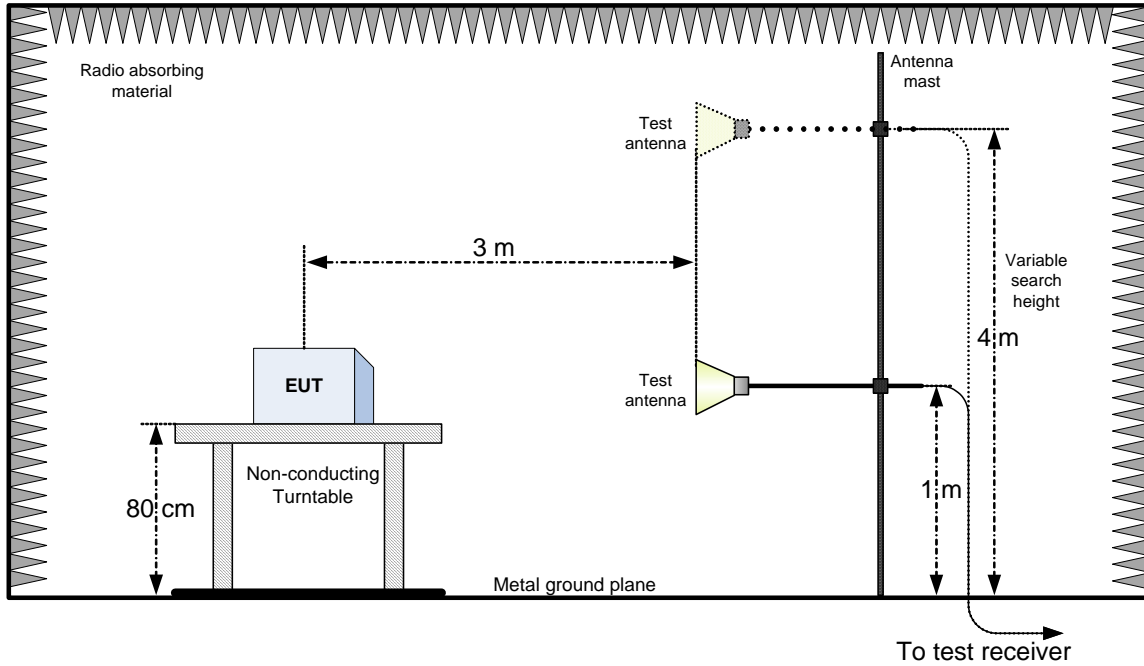 Radio absorbing
material
Antenna
mast
Test
antenna
3 m
Variable
search
height
4 m
EUT
Test
antenna
Non-conducting
Turntable
80 cm
1 m
Metal ground plane
To test receiver